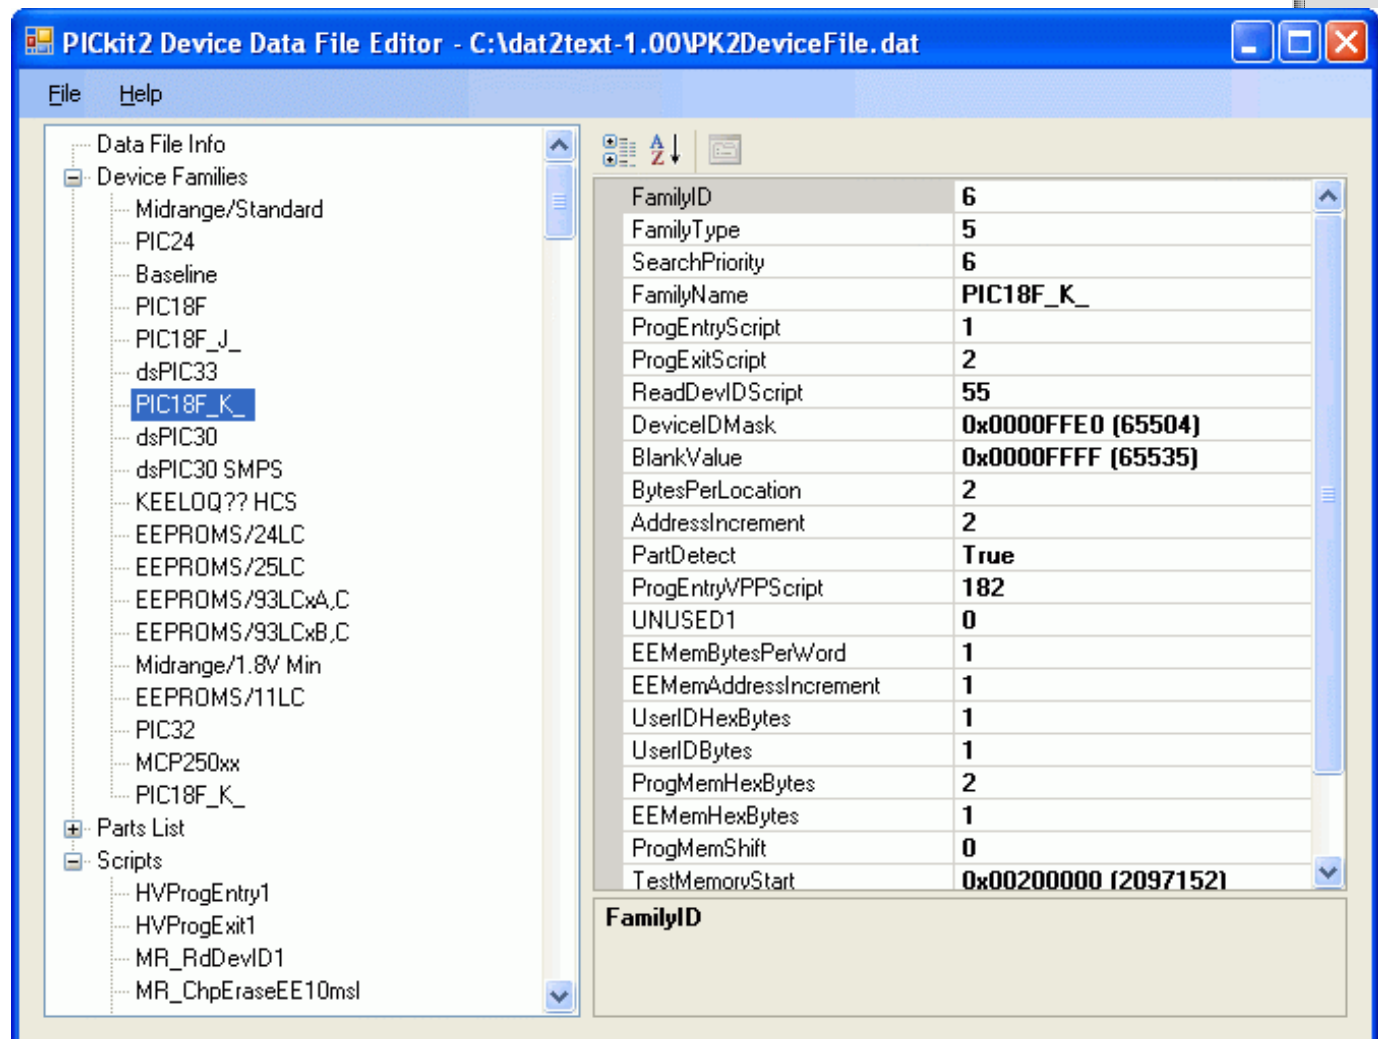 PICkit2 Device Data File Editor - C:\dat2text-1.00\PK2DeviceFile.dat
File Help
Data File Info
Device Families
Midrange/Standard
PIC24
Baseline
PIC18F
PIC18F_J_
dsPIC33
PIC18F_K_
dsPIC30
dsPIC30 SMPS
KEELOQ?? HCS
EEPROMS/24LC
EEPROMS/25LC
EEPROMS/93LCxA,C
EEPROMS/93LCxB,C
Midrange/1.8V Min
EEPROMS/11LC
PIC32
MCP250xx
PIC18F_K_
Parts List
Scripts
HVProgEntry1
HVProgExit1
MR_RdDevID1
MR_ChpEraseEE10msI
FamilyID 6
FamilyType 5
SearchPriority 6
FamilyName PIC18F_K_
ProgEntryScript 1
ProgExitScript 2
ReadDevIDScript 55
DeviceIDMask 0x0000FFE0 (65504)
BlankValue 0x0000FFFF (65535)
BytesPerLocation 2
AddressIncrement 2
PartDetect True
ProgEntryVPPScript 182
UNUSED1 0
EEMemBytesPerWord 1
EEMemAddressIncrement 1
UserIDHexBytes 1
UserIDBytes 1
ProgMemHexBytes 2
EEMemHexBytes 1
ProgMemShift 0
TestMemoryStart 0x00200000 (2097152)
FamilyID